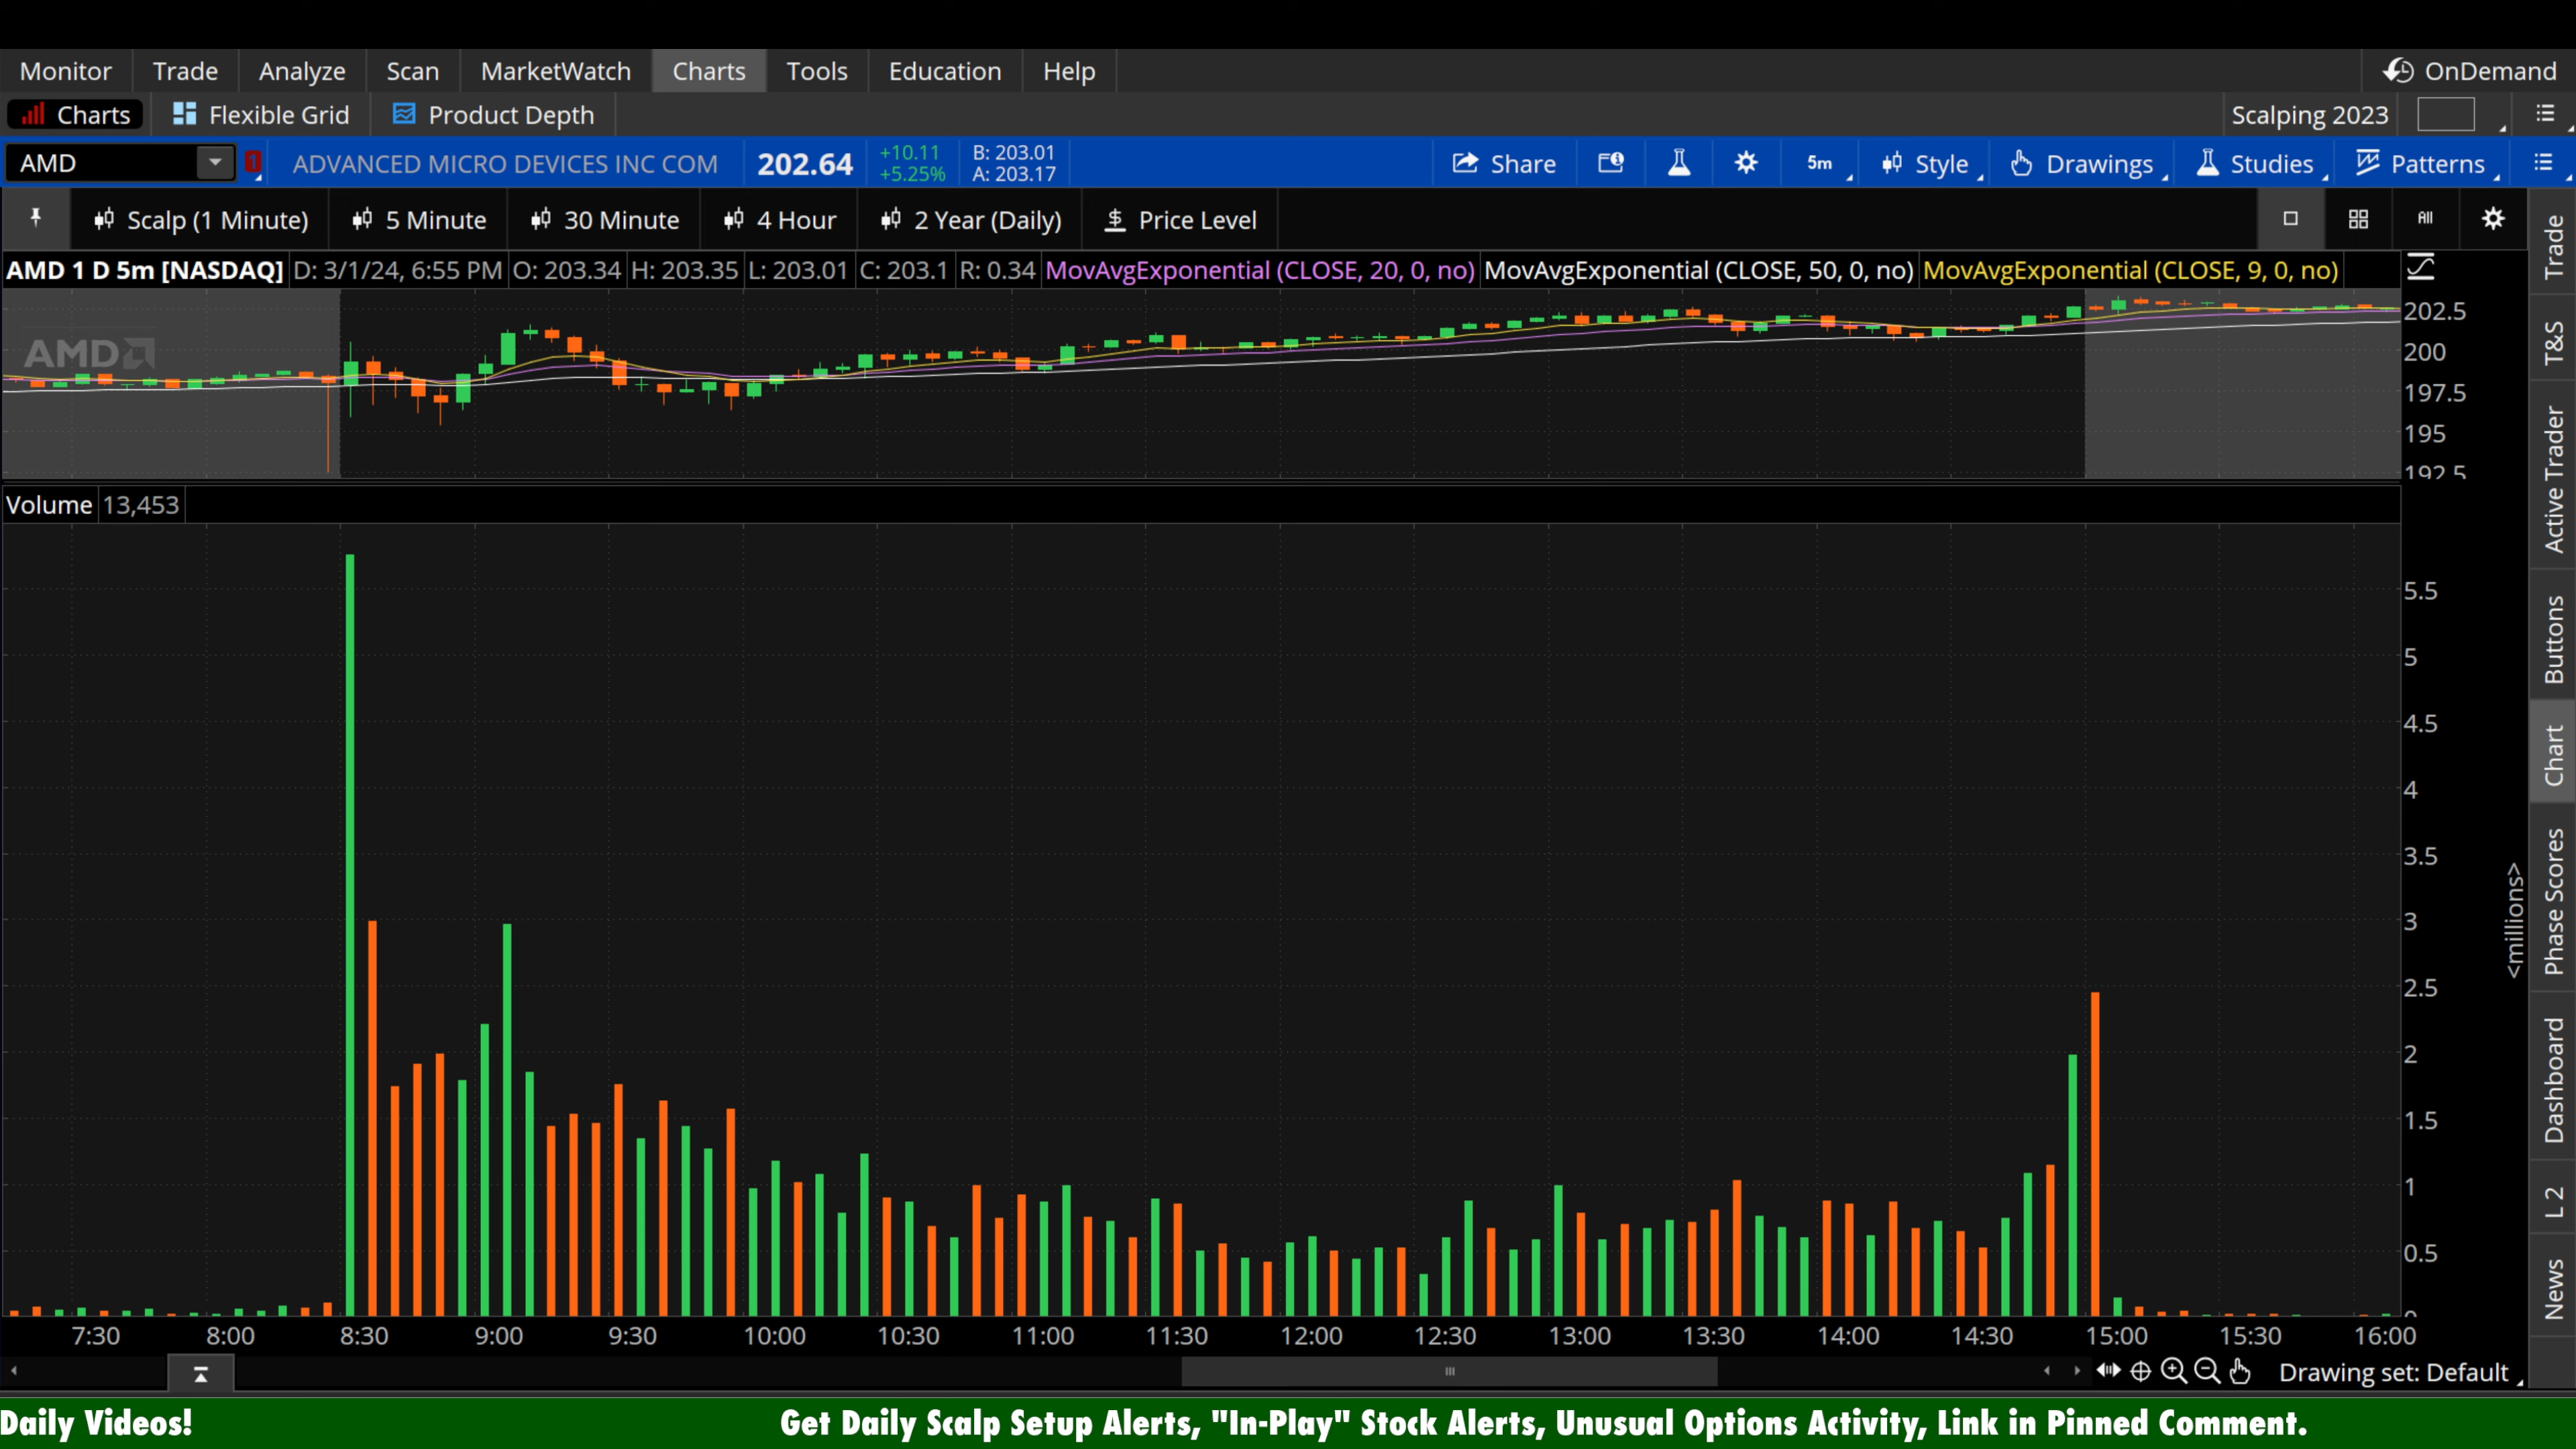 Monitor Trade Analyze Scan MarketWatch Charts Tools Education Help OnDemand
Charts Flexible Grid Product Depth Scalping 2023
AMD 1 ADVANCED MICRO DEVICES INC COM 202.64 +10.11 B: 203.01 Share 5m Style Drawings Studies Patterns
+5.25% A: 203.17
Scalp (1 Minute) 5 Minute 30 Minute 4 Hour 2 Year (Daily) $ Price Level All
AMD 1 D 5m [NASDAQ] D: 3/1/24, 6:55 PM O: 203.34 H: 203.35 L: 203.01 C: 203.1 R: 0.34 MovAvgExponential (CLOSE, 20, 0, no) MovAvgExponential (CLOSE, 50, 0, no) MovAvgExponential (CLOSE, 9, 0, no)
202.5
AMD
200
197.5
195
192.5
Volume 13,453
5.5
5
4.5
4
3.5
3
2.5
2
1.5
1
0.5
0
<millions>
7:30 8:00 8:30 9:00 9:30 10:00 10:30 11:00 11:30 12:00 12:30 13:00 13:30 14:00 14:30 15:00 15:30 16:00
Drawing set: Default
Trade
T&S
Active Trader
Buttons
Chart
Phase Scores
Dashboard
L 2
News
Daily Videos! Get Daily Scalp Setup Alerts, "In-Play" Stock Alerts, Unusual Options Activity, Link in Pinned Comment.